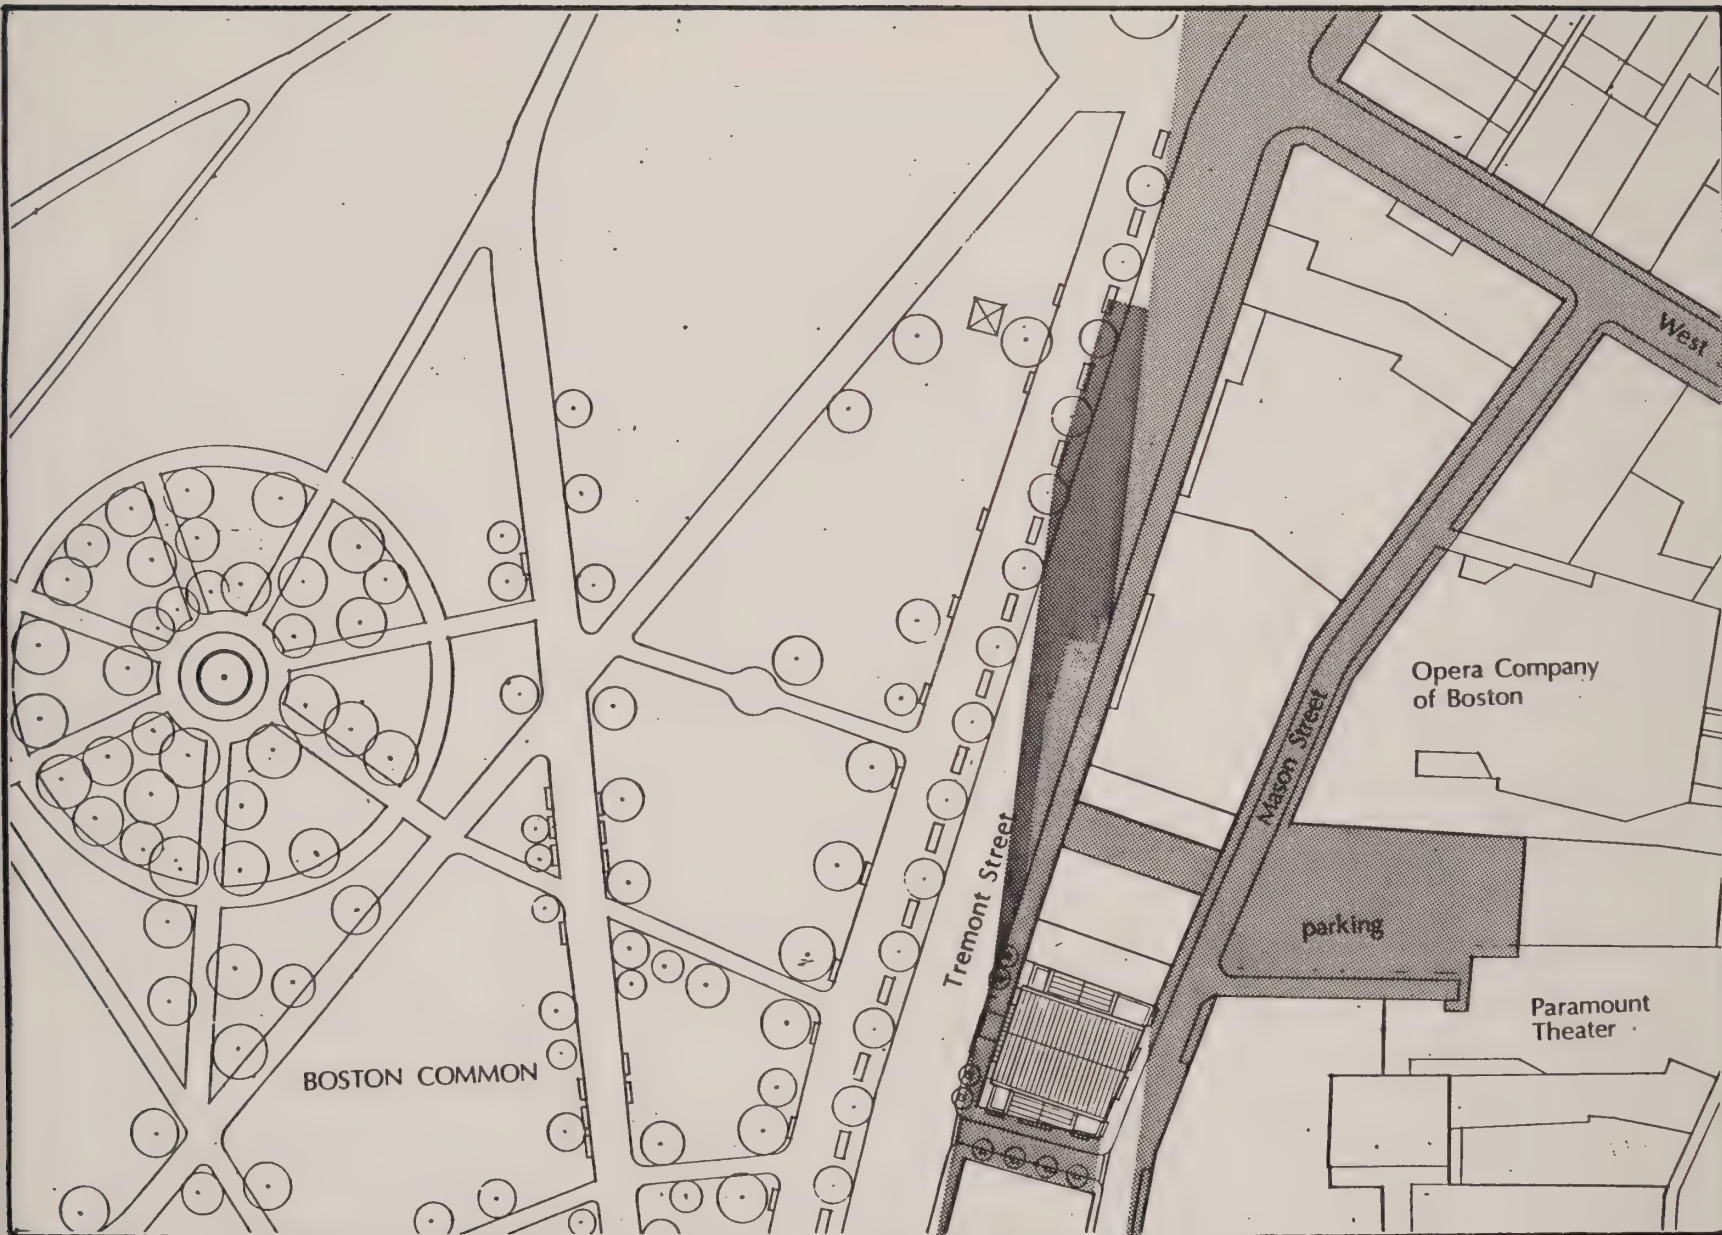 West
Opera Company
of Boston
Mason Street
Tremont Street
parking
Paramount
Theater
BOSTON COMMON